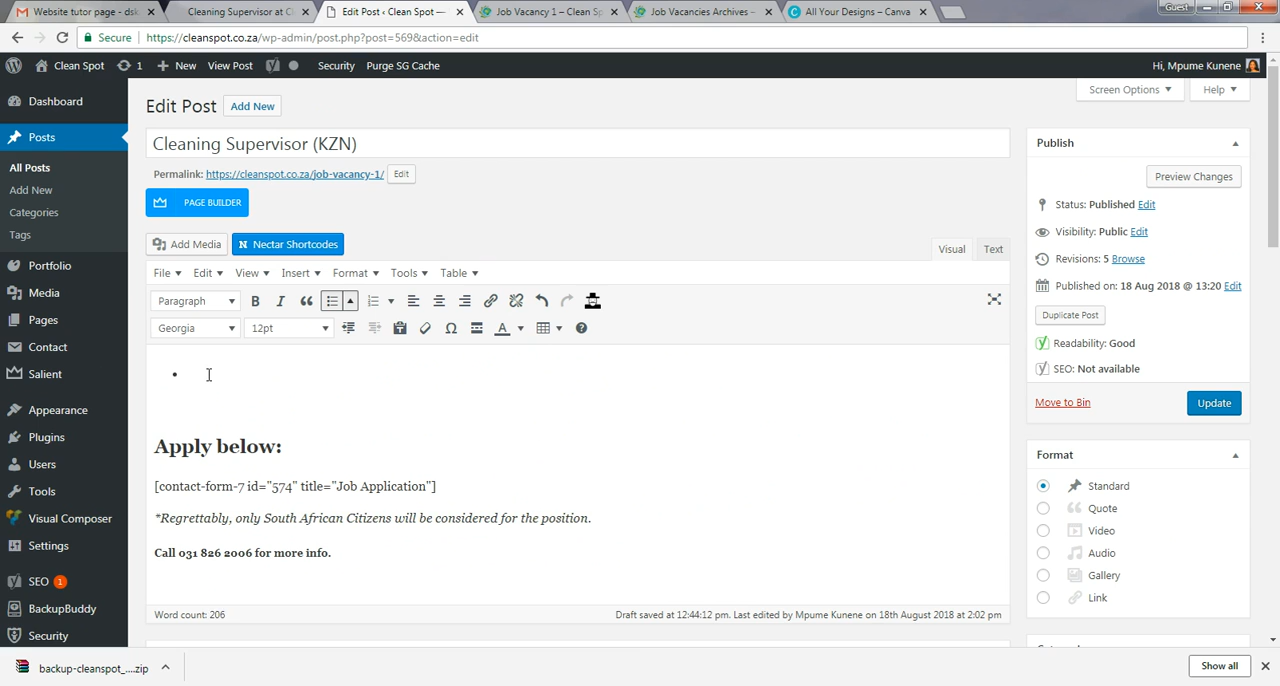 Website tutor page - dsk
Cleaning Supervisor at C
Edit Post ‹ Clean Spot —
Job Vacancy 1 – Clean Sp
Job Vacancies Archives -
All Your Designs – Canva
Guest
Secure
https://cleanspot.co.za/wp-admin/post.php?post=569&action=edit
Clean Spot
1
New
View Post
Security
Purge SG Cache
Hi, Mpume Kunene
Dashboard
Posts
All Posts
Add New
Categories
Tags
Portfolio
Media
Pages
Contact
Salient
Appearance
Plugins
Users
Tools
Visual Composer
Settings
SEO 1
BackupBuddy
Security
Screen Options
Help
Edit Post
Add New
Cleaning Supervisor (KZN)
Permalink: https://cleanspot.co.za/job-vacancy-1/
Edit
PAGE BUILDER
Add Media
N Nectar Shortcodes
Visual
Text
File
Edit
View
Insert
Format
Tools
Table
Paragraph
B
I
Georgia
12pt
Ω
A
Apply below:
[contact-form-7 id="574" title="Job Application"]
*Regrettably, only South African Citizens will be considered for the position.
Call 031 826 2006 for more info.
Word count: 206
Draft saved at 12:44:12 pm. Last edited by Mpume Kunene on 18th August 2018 at 2:02 pm
Publish
Preview Changes
Status: Published Edit
Visibility: Public Edit
Revisions: 5 Browse
Published on: 18 Aug 2018 @ 13:20 Edit
Duplicate Post
Readability: Good
SEO: Not available
Move to Bin
Update
Format
Standard
Quote
Video
Audio
Gallery
Link
backup-cleanspot_....zip
Show all